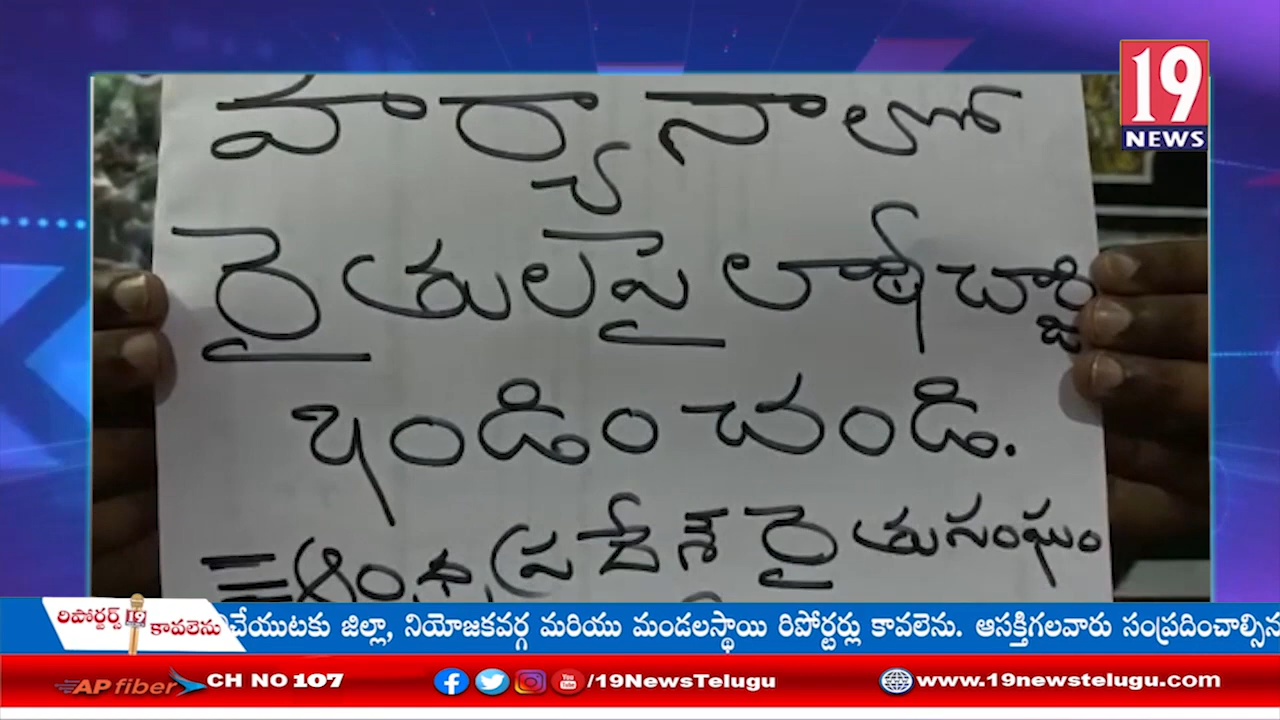 19
NEWS
హర్యానాలో
రైతులపై లాఠీచార్జి
ఖండించండి.
ఆంధ్రప్రదేశ్ రైతుసంఘం
రిపోర్టర్స్ 19
కావలెను
చేయుటకు జిల్లా, నియోజకవర్గ మరియు మండలస్థాయి రిపోర్టర్లు కావలెను. ఆసక్తిగలవారు సంప్రదించాల్సిన
AP fiber CH NO 107
/19NewsTelugu
www.19newstelugu.com